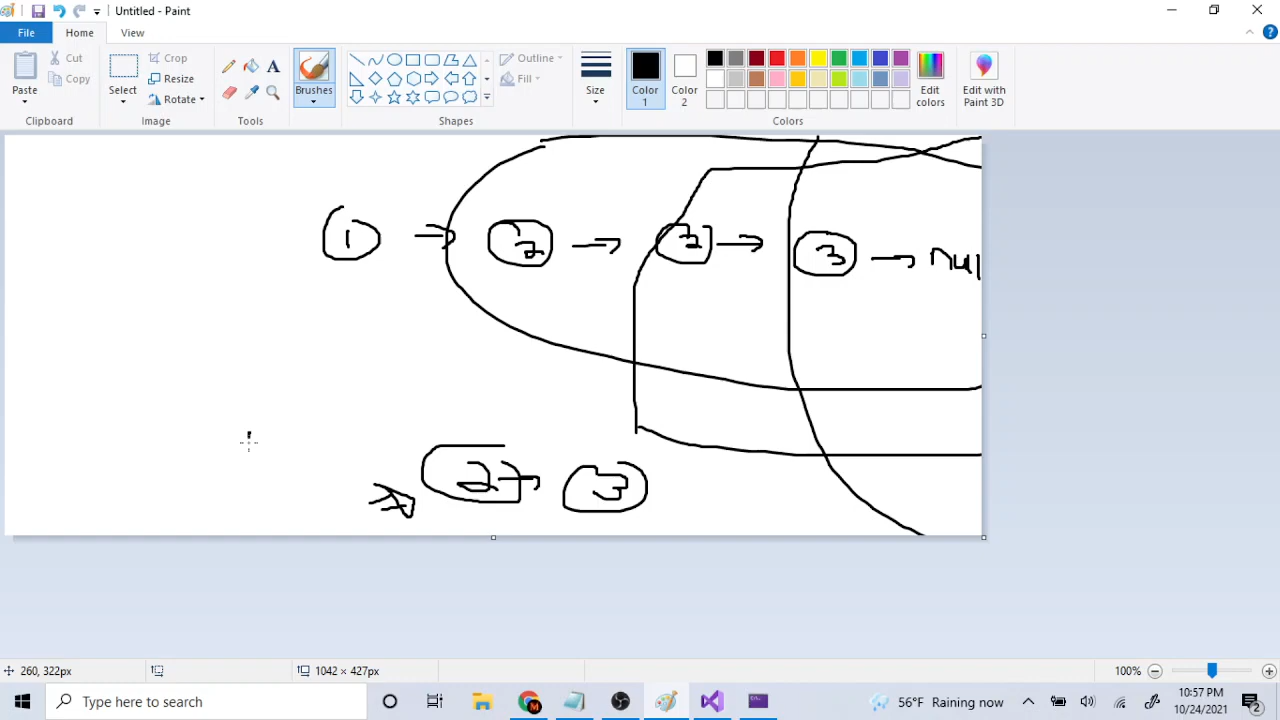 Untitled - Paint
File Home View
Paste
Cut
Copy
Clipboard
Select
Crop
Resize
Rotate
Image
A
Tools
Brushes
Shapes
Outline
Fill
Size
Color 1
Color 2
Colors
Edit colors
Edit with Paint 3D
1 → 2 → 2 → 3 → nul
2 → 3
260, 322px
1042 × 427px
100%
Type here to search
56°F Raining now
10:57 PM
10/24/2021
2